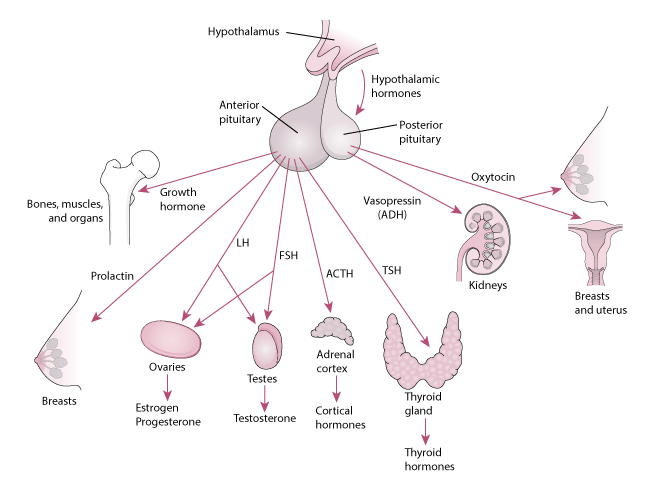 Hypothalamus
Hypothalamic
hormones
Anterior
pituitary
Posterior
pituitary
Oxytocin
Growth
hormone
Bones, muscles,
and organs
Vasopressin
(ADH)
LH
FSH
ACTH
TSH
Prolactin
Kidneys
Breasts
and uterus
Ovaries
Testes
Adrenal
cortex
Breasts
Thyroid
gland
Estrogen
Progesterone
Testosterone
Cortical
hormones
Thyroid
hormones